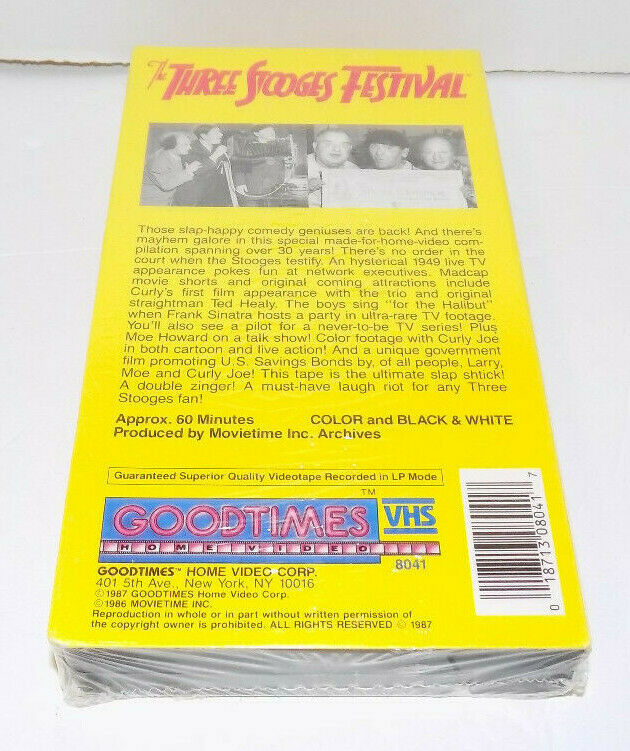 The THREE STOOGES FESTIVAL™
Those slap-happy comedy geniuses are back! And there's
mayhem galore in this special made-for-home-video com-
pilation spanning over 30 years! There's no order in the
court when the Stooges testify. An hysterical 1949 live TV
appearance pokes fun at network executives. Madcap
movie shorts and original coming attractions include
Curly's first film appearance with the trio and original
straightman Ted Healy. The boys sing "for the Halibut"
when Frank Sinatra hosts a party in ultra-rare TV footage.
You'll also see a pilot for a never-to-be TV series! Plus
Moe Howard on a talk show! Color footage with Curly Joe
in both cartoon and live action! And a unique government
film promoting U.S. Savings Bonds by, of all people, Larry,
Moe and Curly Joe! This tape is the ultimate slap shtick!
A double zinger! A must-have laugh riot for any Three
Stooges fan!
Approx. 60 Minutes COLOR and BLACK & WHITE
Produced by Movietime Inc. Archives
Guaranteed Superior Quality Videotape Recorded in LP Mode
GOODTIMES™ VHS
HOME VIDEO 8041
GOODTIMES™ HOME VIDEO CORP.
401 5th Ave., New York, NY 10016
©1987 GOODTIMES Home Video Corp.
©1986 MOVIETIME INC.
Reproduction in whole or in part without written permission of
the copyright owner is prohibited. ALL RIGHTS RESERVED © 1987
0 18713 08041 7